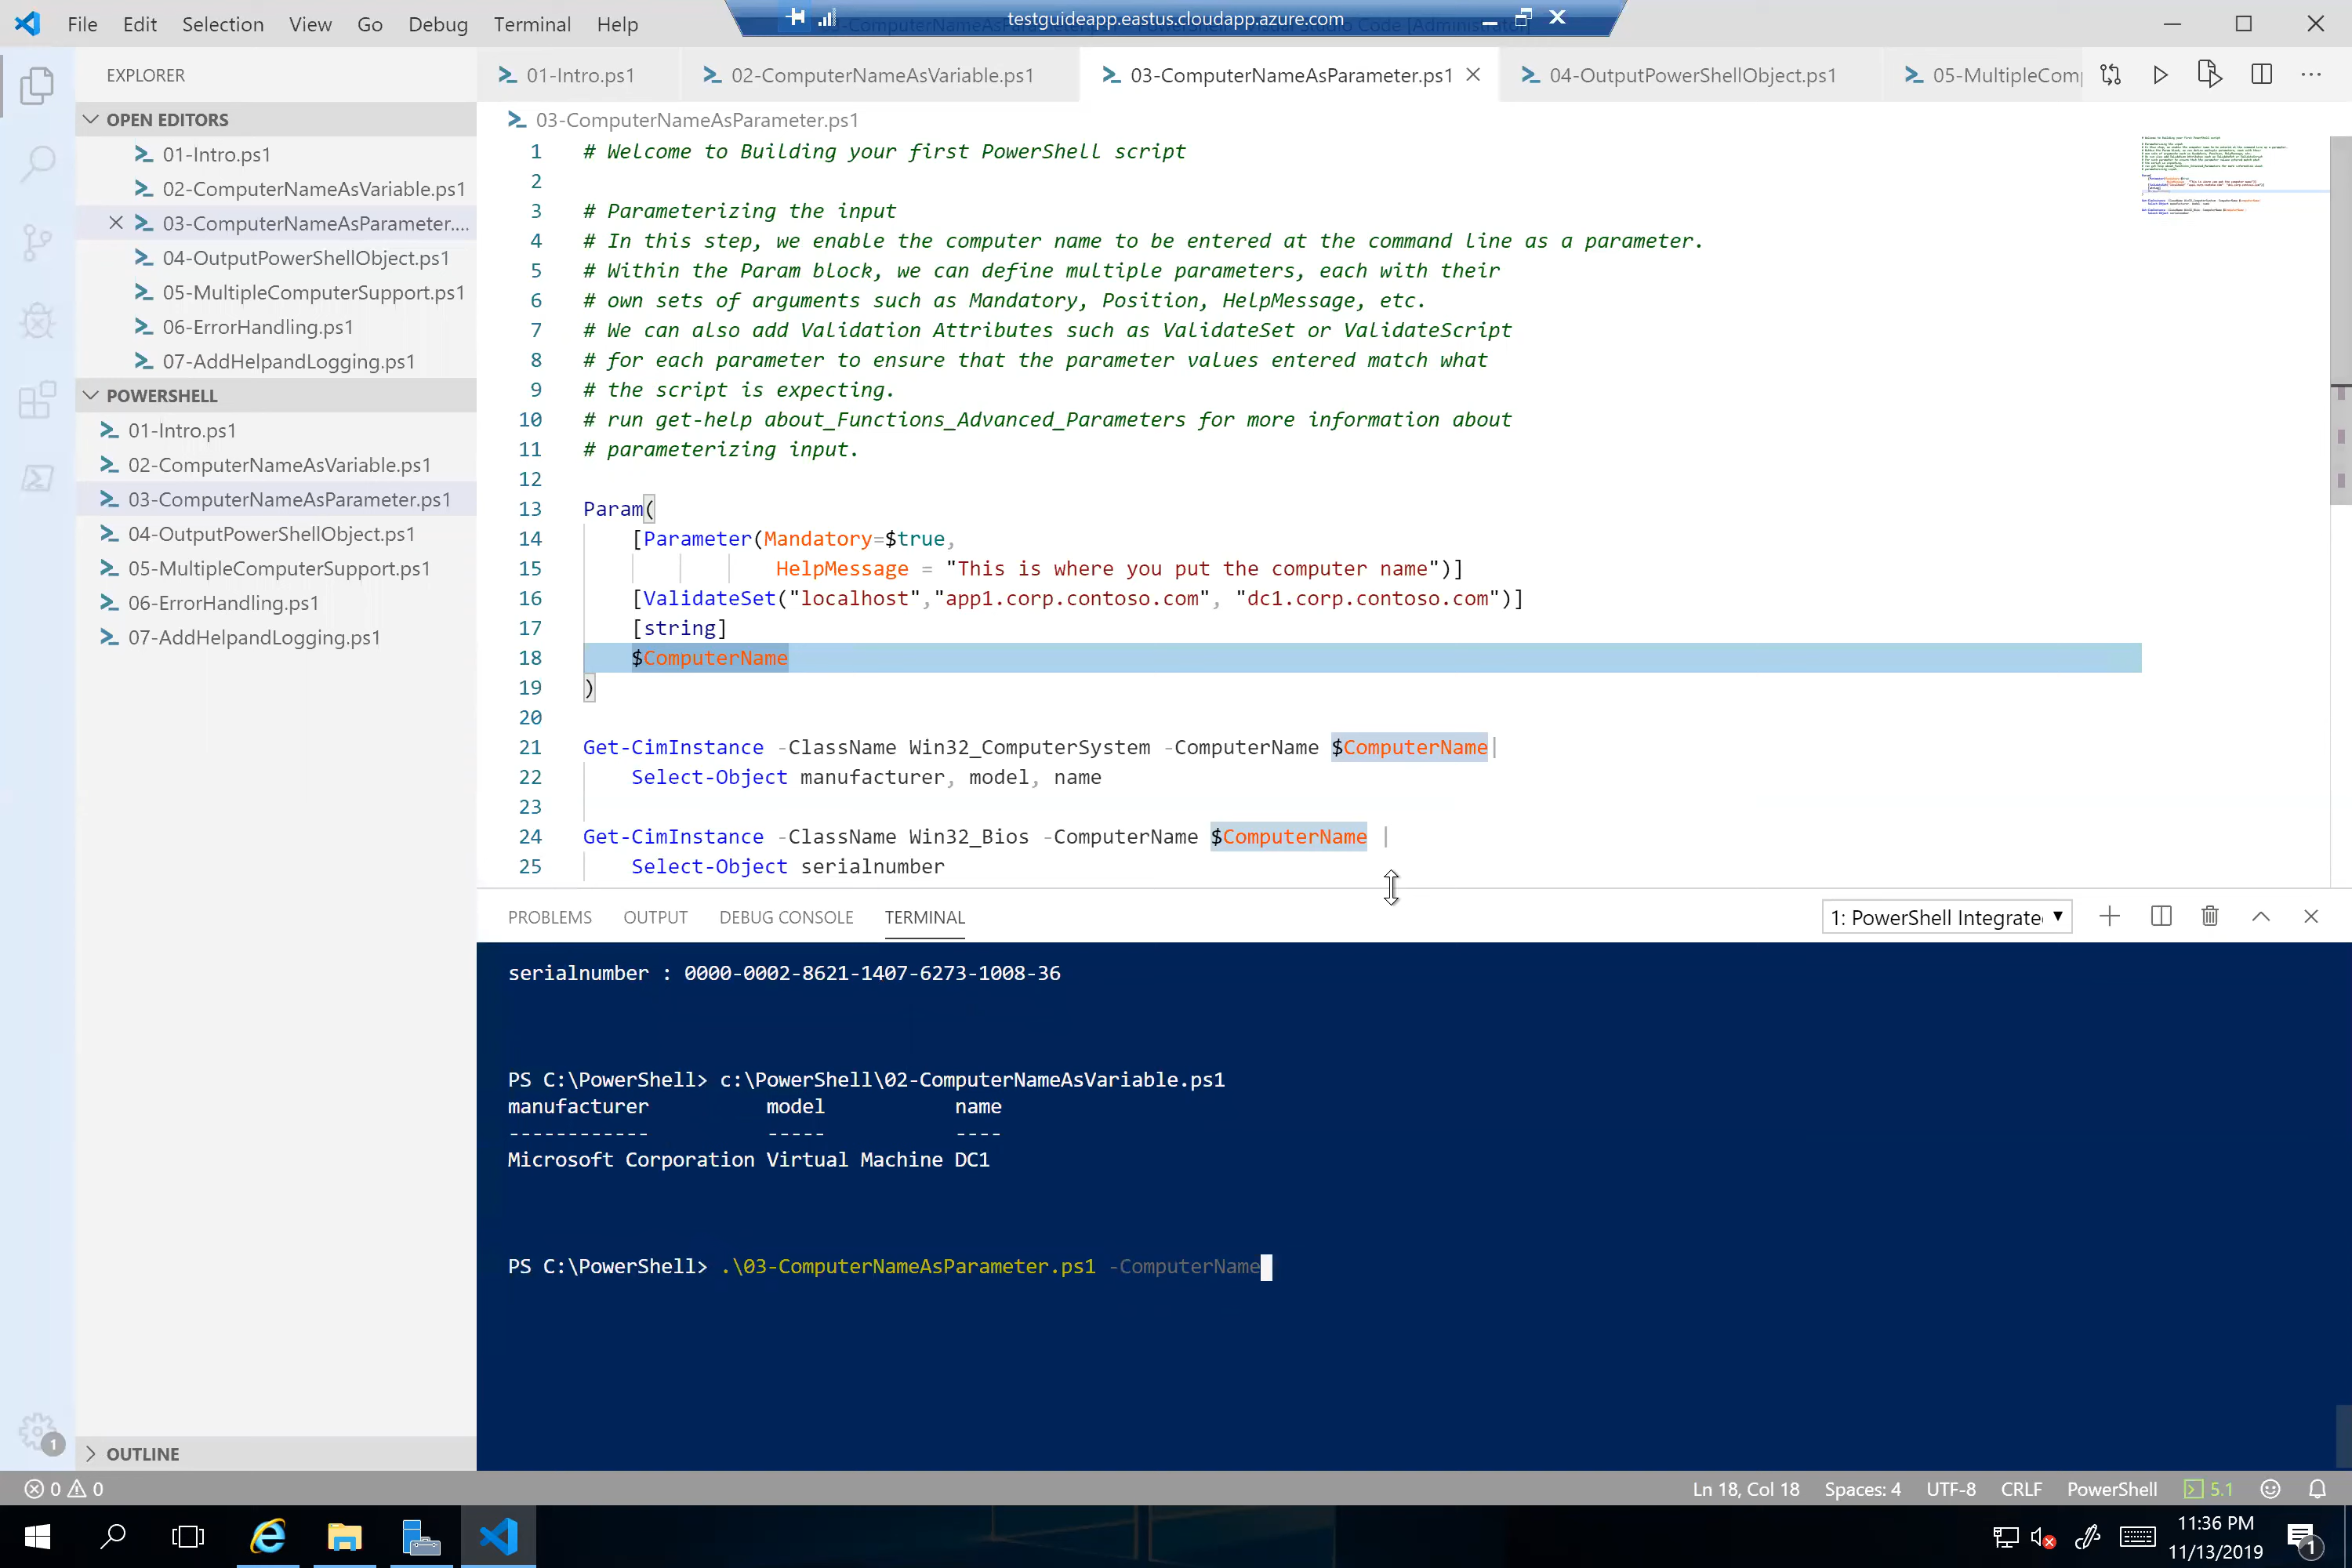 File Edit Selection View Go Debug Terminal Help
testguideapp.eastus.cloudapp.azure.com
EXPLORER
OPEN EDITORS
01-Intro.ps1
02-ComputerNameAsVariable.ps1
03-ComputerNameAsParameter....
04-OutputPowerShellObject.ps1
05-MultipleComputerSupport.ps1
06-ErrorHandling.ps1
07-AddHelpandLogging.ps1
POWERSHELL
01-Intro.ps1
02-ComputerNameAsVariable.ps1
03-ComputerNameAsParameter.ps1
04-OutputPowerShellObject.ps1
05-MultipleComputerSupport.ps1
06-ErrorHandling.ps1
07-AddHelpandLogging.ps1
OUTLINE
01-Intro.ps1 02-ComputerNameAsVariable.ps1 03-ComputerNameAsParameter.ps1 04-OutputPowerShellObject.ps1 05-MultipleComp
03-ComputerNameAsParameter.ps1
1 # Welcome to Building your first PowerShell script
2
3 # Parameterizing the input
4 # In this step, we enable the computer name to be entered at the command line as a parameter.
5 # Within the Param block, we can define multiple parameters, each with their
6 # own sets of arguments such as Mandatory, Position, HelpMessage, etc.
7 # We can also add Validation Attributes such as ValidateSet or ValidateScript
8 # for each parameter to ensure that the parameter values entered match what
9 # the script is expecting.
10 # run get-help about_Functions_Advanced_Parameters for more information about
11 # parameterizing input.
12
13 Param(
14 [Parameter(Mandatory=$true,
15 HelpMessage = "This is where you put the computer name")]
16 [ValidateSet("localhost","app1.corp.contoso.com", "dc1.corp.contoso.com")]
17 [string]
18 $ComputerName
19 )
20
21 Get-CimInstance -ClassName Win32_ComputerSystem -ComputerName $ComputerName|
22 Select-Object manufacturer, model, name
23
24 Get-CimInstance -ClassName Win32_Bios -ComputerName $ComputerName |
25 Select-Object serialnumber
PROBLEMS OUTPUT DEBUG CONSOLE TERMINAL 1: PowerShell Integrate
serialnumber : 0000-0002-8621-1407-6273-1008-36
PS C:\PowerShell> c:\PowerShell\02-ComputerNameAsVariable.ps1
manufacturer model name
------------ ----- ----
Microsoft Corporation Virtual Machine DC1
PS C:\PowerShell> .\03-ComputerNameAsParameter.ps1 -ComputerName
1
0 0 Ln 18, Col 18 Spaces: 4 UTF-8 CRLF PowerShell 5.1
11:36 PM
11/13/2019
1